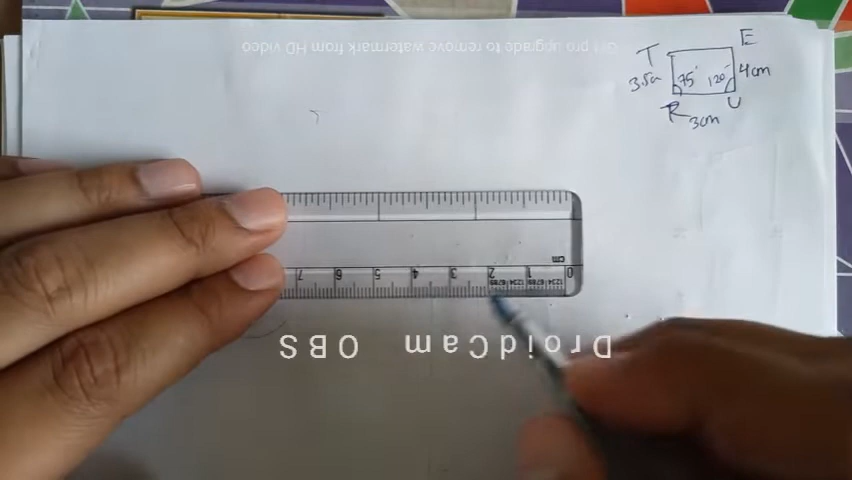 Get pro upgrade to remove watermark from HD video
E
T
3.5cm
75°
120°
4cm
R
U
3cm
cm
7 6 5 4 3 2 1 0
DroidCam OBS